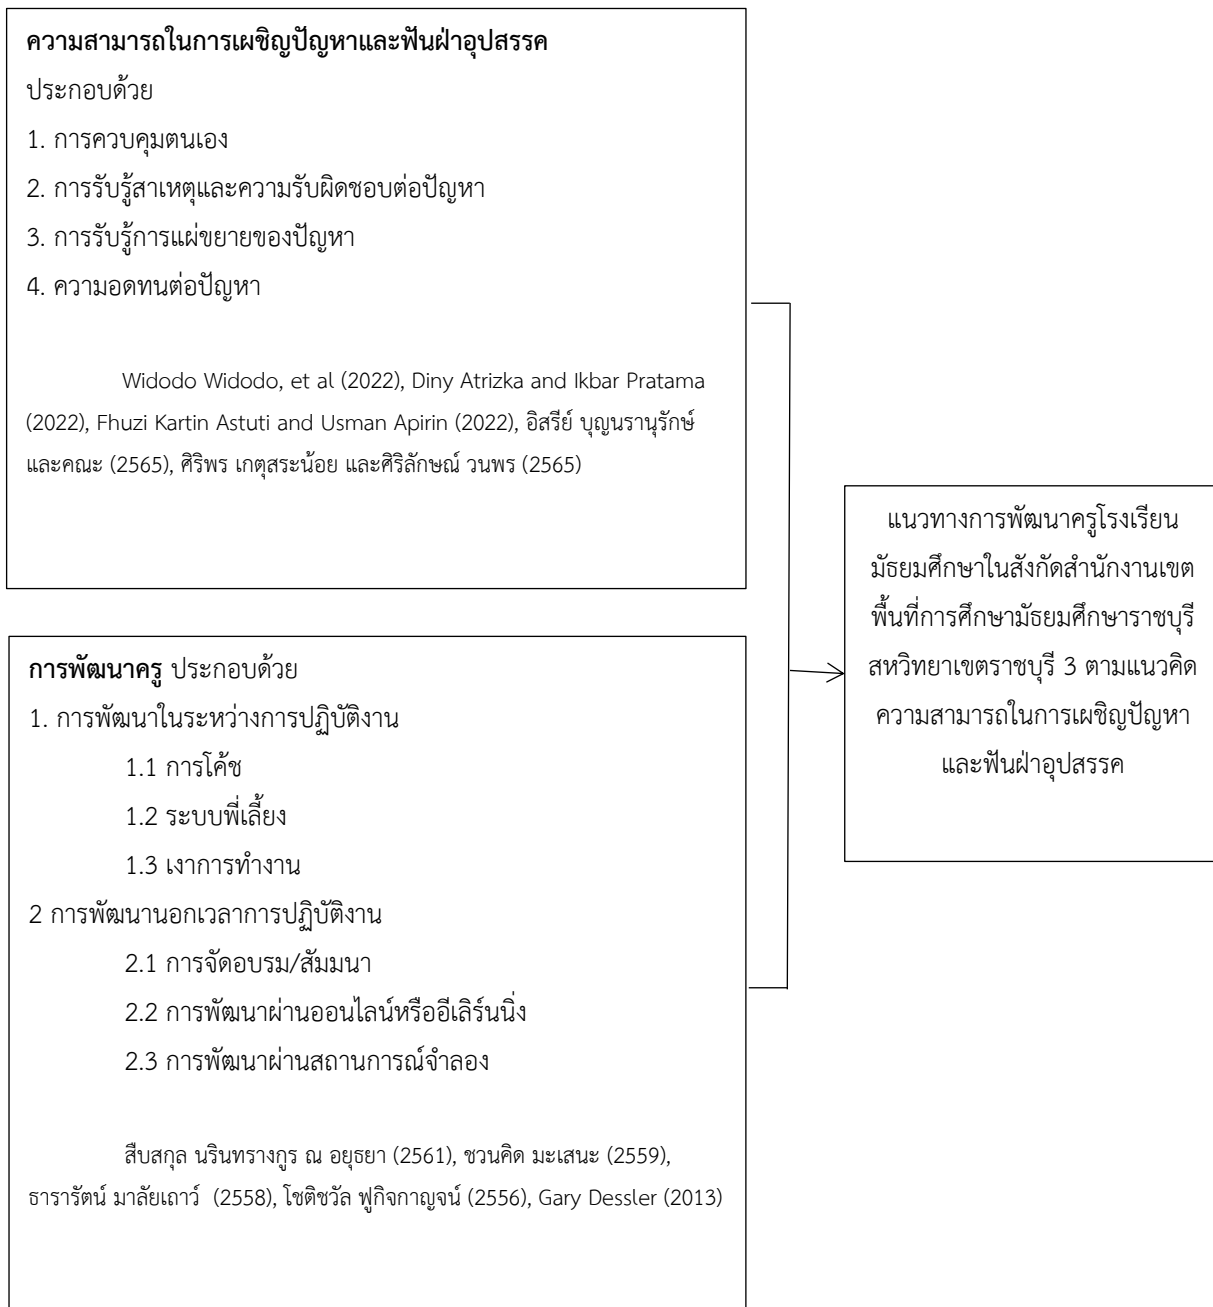 ความสามารถในการเผชิญปัญหาและฟันฝ่าอุปสรรค
ประกอบด้วย
1. การควบคุมตนเอง
2. การรับรู้สาเหตุและความรับผิดชอบต่อปัญหา
3. การรับรู้การแผ่ขยายของปัญหา
4. ความอดทนต่อปัญหา
Widodo Widodo, et al (2022), Diny Atrizka and Ikbar Pratama
(2022), Fhuzi Kartin Astuti and Usman Apirin (2022), อิสรีย์ บุญนรานุรักษ์
และคณะ (2565), ศิริพร เกตุสระน้อย และศิริลักษณ์ วนพร (2565)
การพัฒนาครู ประกอบด้วย
1. การพัฒนาในระหว่างการปฏิบัติงาน
1.1 การโค้ช
1.2 ระบบพี่เลี้ยง
1.3 เงาการทำงาน
2 การพัฒนานอกเวลาการปฏิบัติงาน
2.1 การจัดอบรม/สัมมนา
2.2 การพัฒนาผ่านออนไลน์หรืออีเลิร์นนิ่ง
2.3 การพัฒนาผ่านสถานการณ์จำลอง
สืบสกุล นรินทรางกูร ณ อยุธยา (2561), ชวนคิด มะเสนะ (2559),
ธารารัตน์ มาลัยเถาว์ (2558), โชติชวัล ฟูกิจกาญจน์ (2556), Gary Dessler (2013)
แนวทางการพัฒนาครูโรงเรียน
มัธยมศึกษาในสังกัดสำนักงานเขต
พื้นที่การศึกษามัธยมศึกษาราชบุรี
สหวิทยาเขตราชบุรี 3 ตามแนวคิด
ความสามารถในการเผชิญปัญหา
และฟันฝ่าอุปสรรค